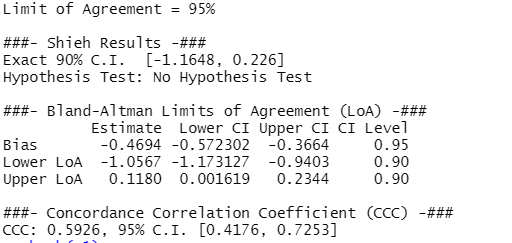 Limit of Agreement = 95%
###- Shieh Results -###
Exact 90% C.I. [-1.1648, 0.226]
Hypothesis Test: No Hypothesis Test
###- Bland-Altman Limits of Agreement (LoA) -###
Estimate Lower CI Upper CI CI Level
Bias -0.4694 -0.572302 -0.3664 0.95
Lower LoA -1.0567 -1.173127 -0.9403 0.90
Upper LoA 0.1180 0.001619 0.2344 0.90
###- Concordance Correlation Coefficient (CCC) -###
CCC: 0.5926, 95% C.I. [0.4176, 0.7253]